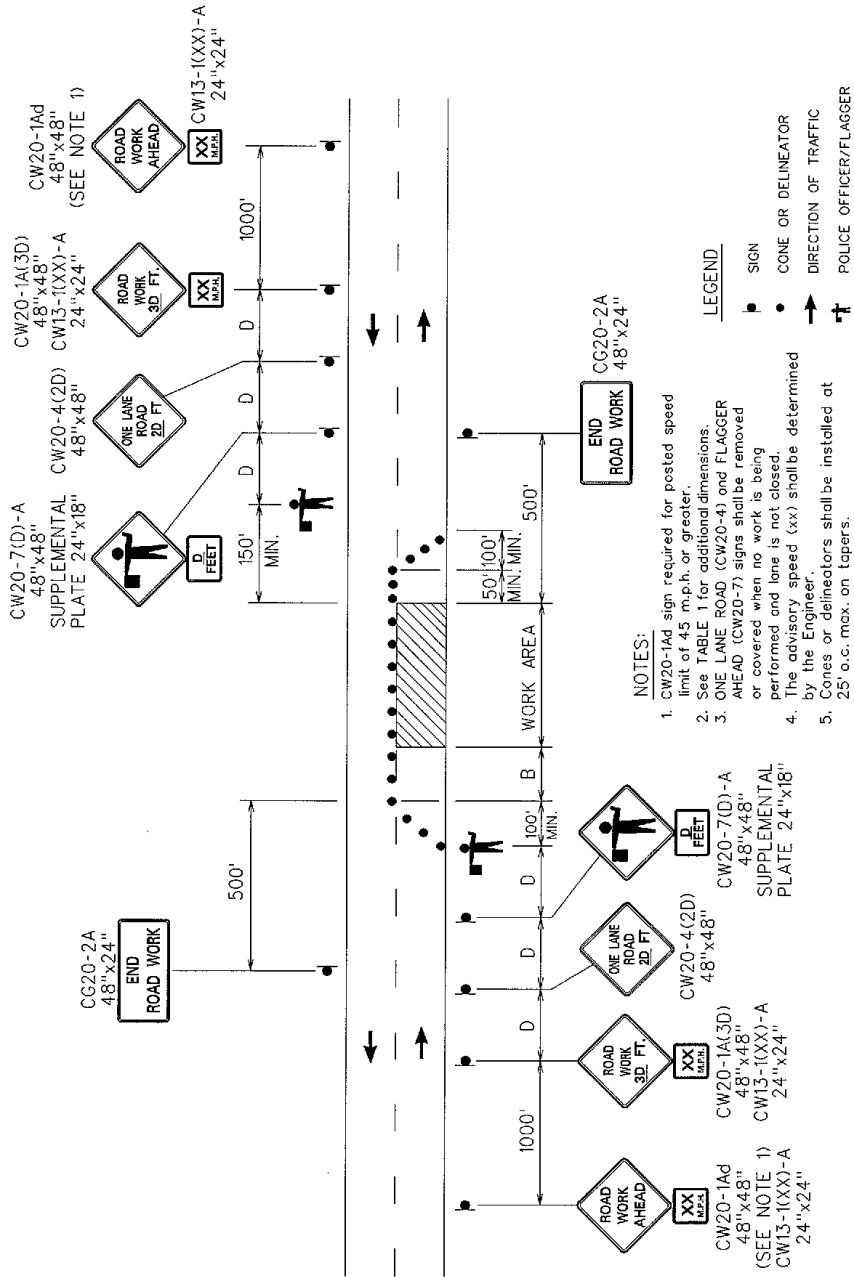 CW20-7(D)-A
48"x48"
SUPPLEMENTAL
PLATE 24"x18"
D
FEET
CW20-4(2D)
48"x48"
ONE LANE
ROAD
2D FT
CW20-1A(3D)
48"x48"
CW13-1(XX)-A
24"x24"
ROAD
WORK
3D FT.
XX
M.P.H.
CW20-1Ad
48"x48"
(SEE NOTE 1)
ROAD
WORK
AHEAD
XX
M.P.H.
CW13-1(XX)-A
24"x24"
CG20-2A
48"x24"
END
ROAD WORK
500'
150'
MIN.
D
D
D
1000'
1000'
D
D
D
100'
MIN.
B
WORK AREA
50'
MIN.
100'
MIN.
500'
END
ROAD WORK
CG20-2A
48"x24"
ROAD
WORK
AHEAD
XX
M.P.H.
CW20-1Ad
48"x48"
(SEE NOTE 1)
CW13-1(XX)-A
24"x24"
ROAD
WORK
3D FT.
XX
M.P.H.
CW20-1A(3D)
48"x48"
CW13-1(XX)-A
24"x24"
ONE LANE
ROAD
2D FT
CW20-4(2D)
48"x48"
D
FEET
CW20-7(D)-A
48"x48"
SUPPLEMENTAL
PLATE 24"x18"
NOTES:
1. CW20-1Ad sign required for posted speed
limit of 45 m.p.h. or greater.
2. See TABLE 1 for additional dimensions.
3. ONE LANE ROAD (CW20-4) and FLAGGER
AHEAD (CW20-7) signs shall be removed
or covered when no work is being
performed and lane is not closed.
4. The advisory speed (xx) shall be determined
by the Engineer.
5. Cones or delineators shall be installed at
25' o.c. max. on tapers.
LEGEND
SIGN
CONE OR DELINEATOR
DIRECTION OF TRAFFIC
POLICE OFFICER/FLAGGER